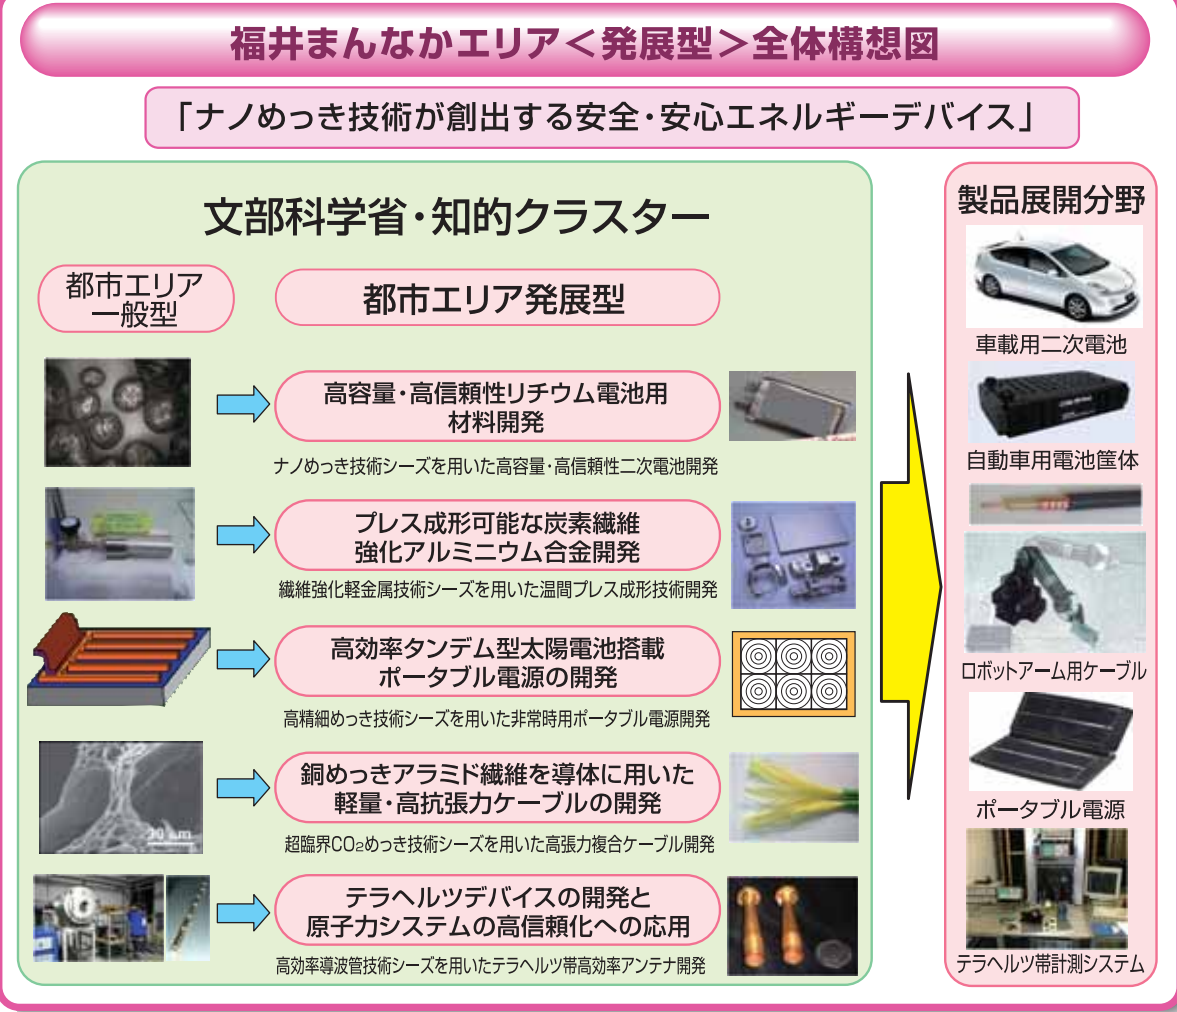 福井まんなかエリア＜発展型＞全体構想図
「ナノめっき技術が創出する安全・安心エネルギーデバイス」
文部科学省・知的クラスター
都市エリア
一般型
都市エリア発展型
高容量・高信頼性リチウム電池用
材料開発
ナノめっき技術シーズを用いた高容量・高信頼性二次電池開発
プレス成形可能な炭素繊維
強化アルミニウム合金開発
繊維強化軽金属技術シーズを用いた温間プレス成形技術開発
高効率タンデム型太陽電池搭載
ポータブル電源の開発
高精細めっき技術シーズを用いた非常時用ポータブル電源開発
30 µm
銅めっきアラミド繊維を導体に用いた
軽量・高抗張力ケーブルの開発
超臨界CO₂めっき技術シーズを用いた高張力複合ケーブル開発
テラヘルツデバイスの開発と
原子力システムの高信頼化への応用
高効率導波管技術シーズを用いたテラヘルツ帯高効率アンテナ開発
製品展開分野
車載用二次電池
自動車用電池筐体
ロボットアーム用ケーブル
ポータブル電源
テラヘルツ帯計測システム